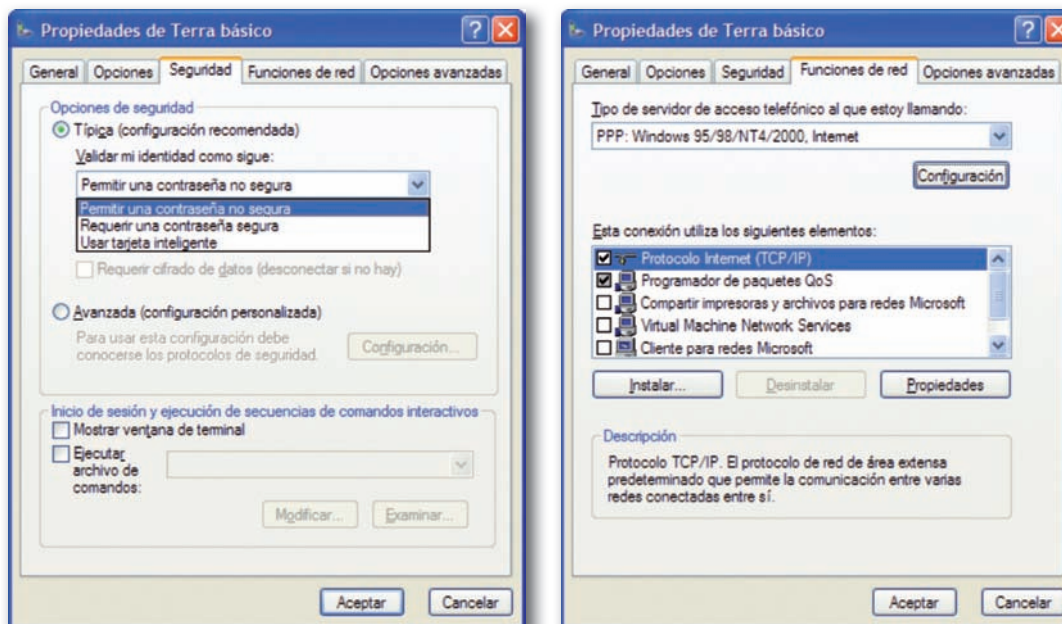 Propiedades de Terra básico
General Opciones Seguridad Funciones de red Opciones avanzadas
Opciones de seguridad
Típica (configuración recomendada)
Validar mi identidad como sigue:
Permitir una contraseña no segura
Permitir una contraseña no segura
Requerir una contraseña segura
Usar tarjeta inteligente
Requerir cifrado de datos (desconectar si no hay)
Avanzada (configuración personalizada)
Para usar esta configuración debe
conocerse los protocolos de seguridad.
Configuración...
Inicio de sesión y ejecución de secuencias de comandos interactivos
Mostrar ventana de terminal
Ejecutar
archivo de
comandos:
Modificar... Examinar...
Aceptar Cancelar
Propiedades de Terra básico
General Opciones Seguridad Funciones de red Opciones avanzadas
Tipo de servidor de acceso telefónico al que estoy llamando:
PPP: Windows 95/98/NT4/2000, Internet
Configuración
Esta conexión utiliza los siguientes elementos:
Protocolo Internet (TCP/IP)
Programador de paquetes QoS
Compartir impresoras y archivos para redes Microsoft
Virtual Machine Network Services
Cliente para redes Microsoft
Instalar... Desinstalar Propiedades
Descripción
Protocolo TCP/IP. El protocolo de red de área extensa
predeterminado que permite la comunicación entre varias
redes conectadas entre sí.
Aceptar Cancelar